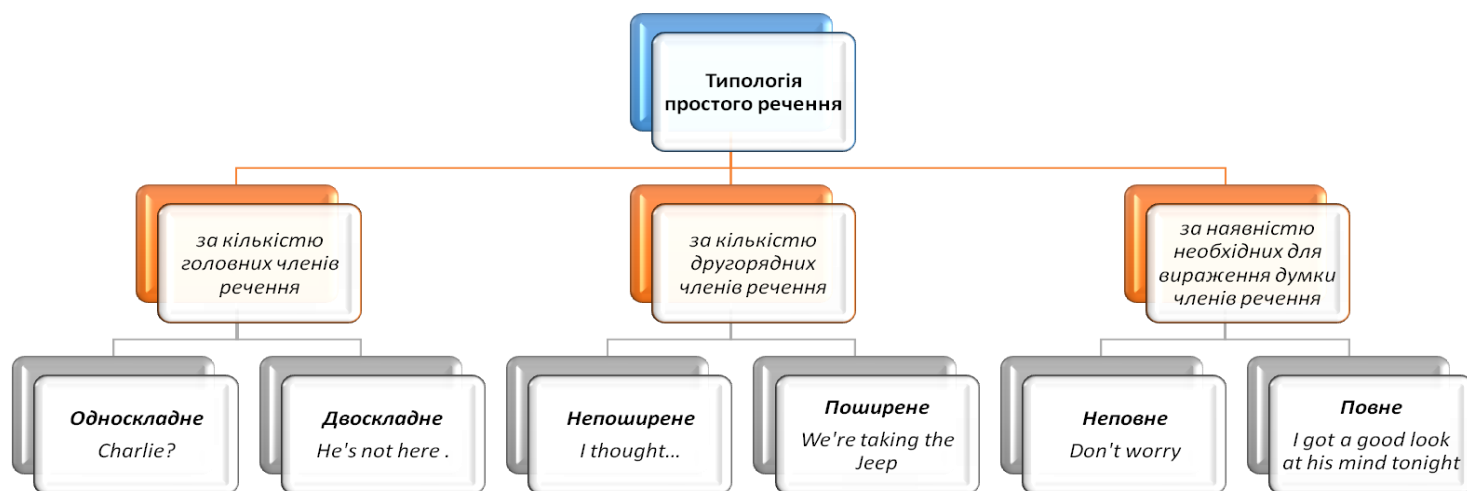 Типологія
простого речення
за кількістю
головних членів
речення
за кількістю
другорядних
членів речення
за наявністю
необхідних для
вираження думки
членів речення
Односкладне
Charlie?
Двоскладне
He's not here .
Непоширене
I thought...
Поширене
We're taking the
Jeep
Неповне
Don't worry
Повне
I got a good look
at his mind tonight